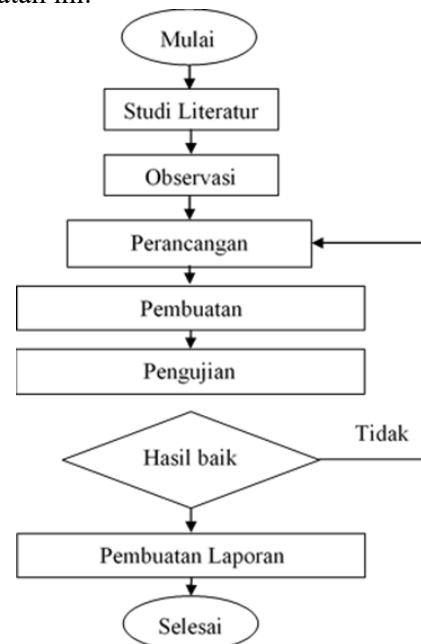 Mulai
Studi Literatur
Observasi
Perancangan
Pembuatan
Pengujian
Tidak
Hasil baik
Pembuatan Laporan
Selesai